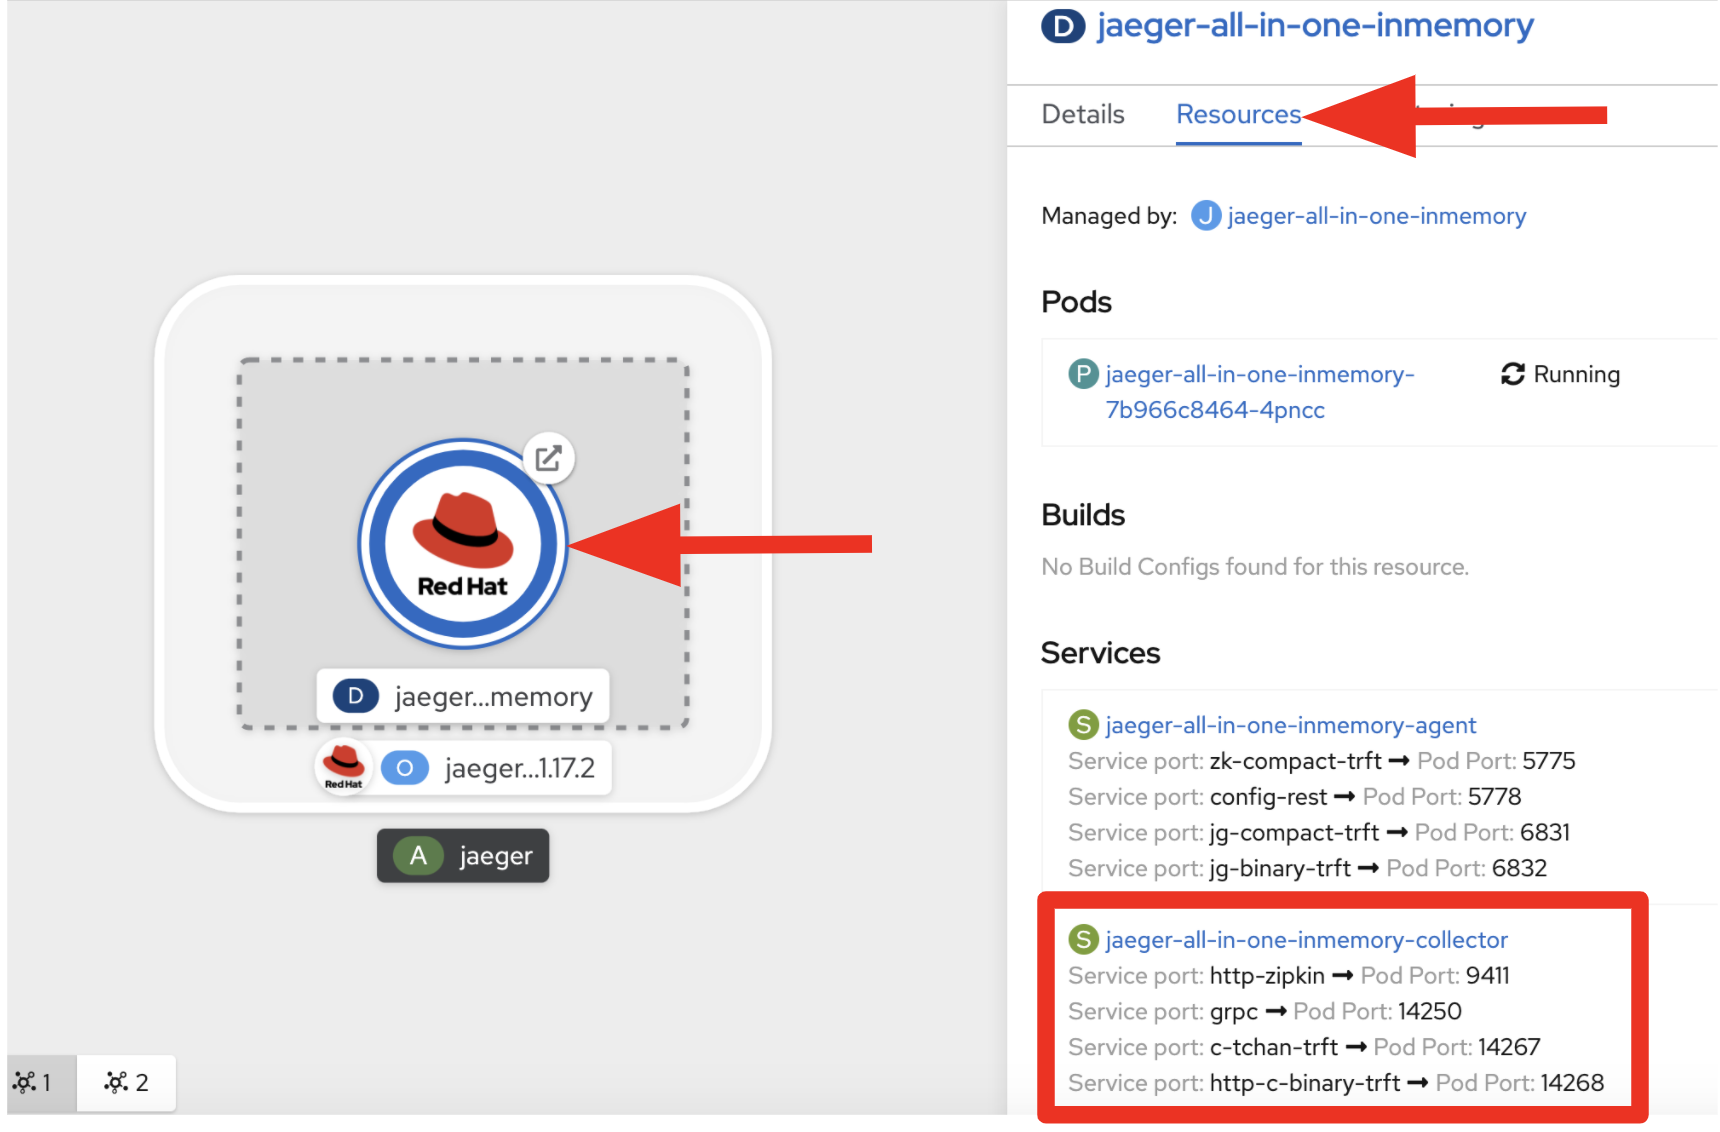 D jaeger-all-in-one-inmemory
Details Resources
Managed by: J jaeger-all-in-one-inmemory
Pods
P jaeger-all-in-one-inmemory-
7b966c8464-4pncc
Running
Builds
No Build Configs found for this resource.
Services
S jaeger-all-in-one-inmemory-agent
Service port: zk-compact-trft → Pod Port: 5775
Service port: config-rest → Pod Port: 5778
Service port: jg-compact-trft → Pod Port: 6831
Service port: jg-binary-trft → Pod Port: 6832
S jaeger-all-in-one-inmemory-collector
Service port: http-zipkin → Pod Port: 9411
Service port: grpc → Pod Port: 14250
Service port: c-tchan-trft → Pod Port: 14267
Service port: http-c-binary-trft → Pod Port: 14268
Red Hat
D jaeger...memory
Red Hat
O jaeger...1.17.2
A jaeger
1
2